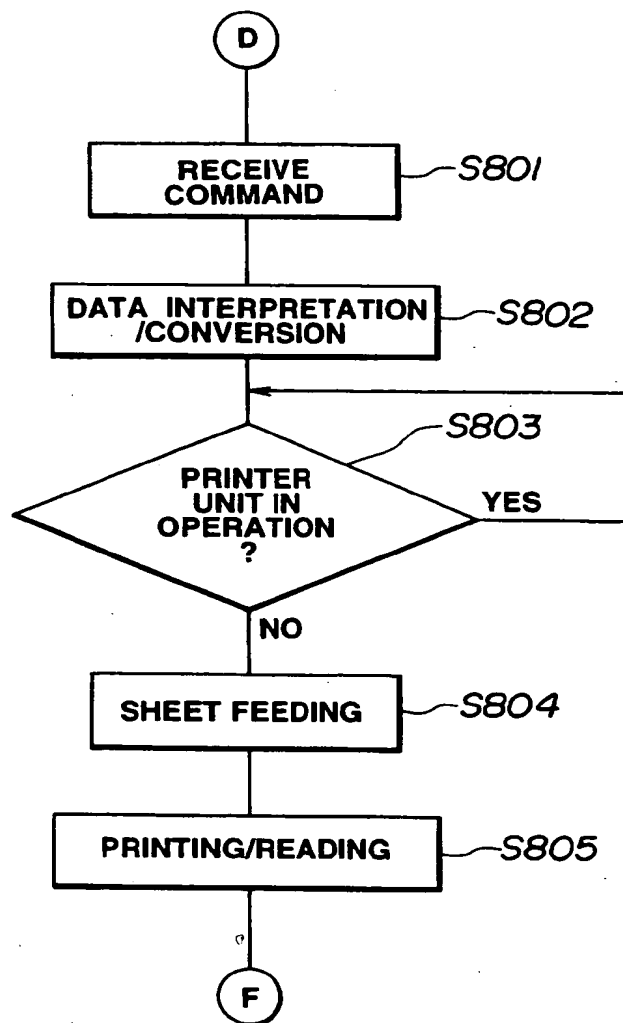 D
RECEIVE
COMMAND
S801
DATA INTERPRETATION
/CONVERSION
S802
S803
PRINTER
UNIT IN
OPERATION
?
YES
NO
SHEET FEEDING
S804
PRINTING/READING
S805
F